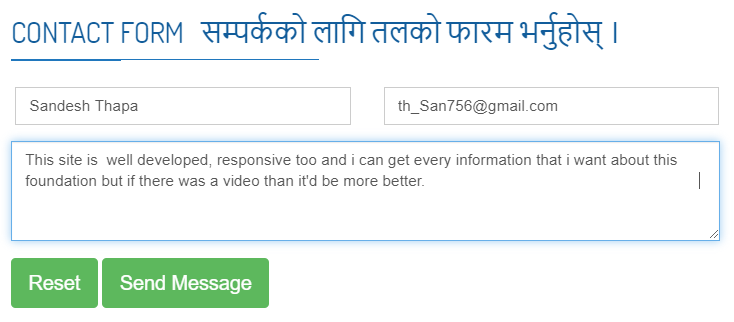 CONTACT FORM सम्पर्कको लागि तलको फारम भर्नुहोस् ।
Sandesh Thapa
th_San756@gmail.com
This site is  well developed, responsive too and i can get every information that i want about this
foundation but if there was a video than it'd be more better.
Reset
Send Message